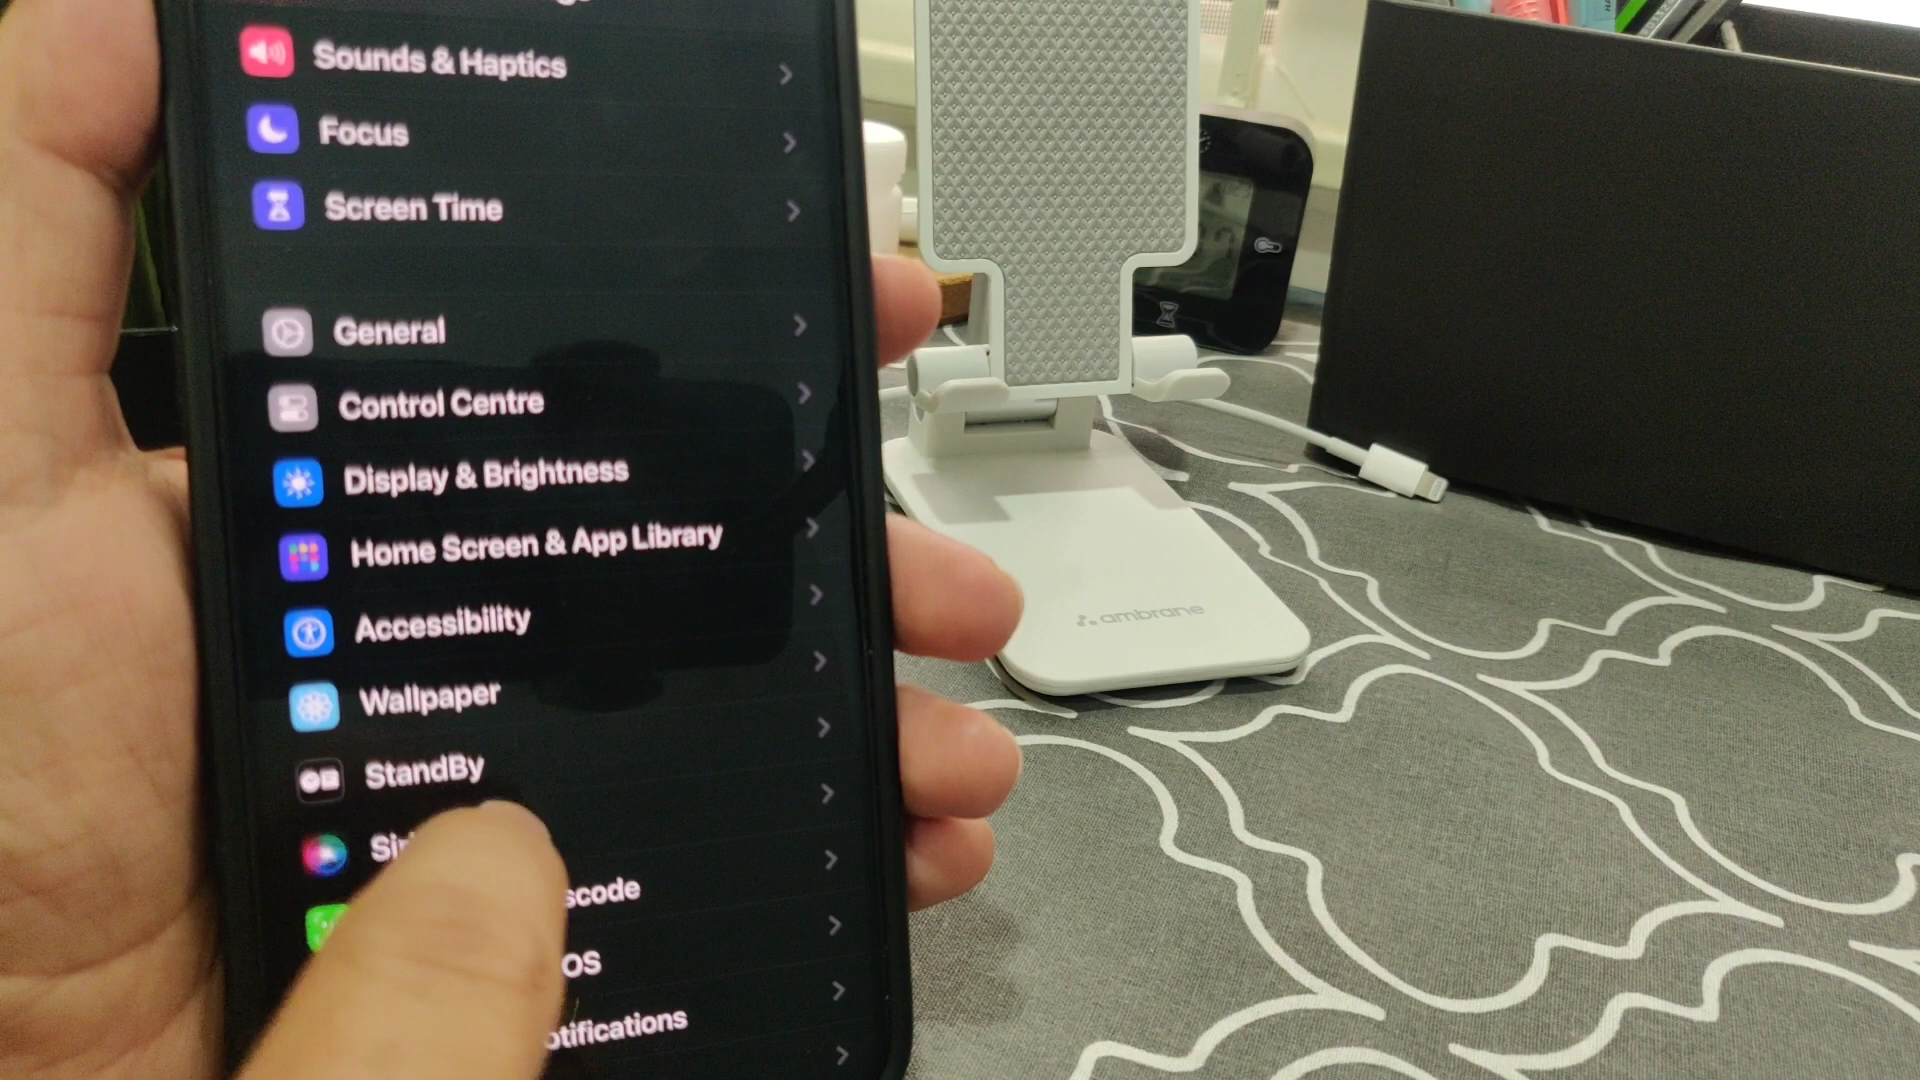 Sounds & Haptics
Focus
Screen Time
General
Control Centre
Display & Brightness
Home Screen & App Library
Accessibility
Wallpaper
StandBy
Sir
scode
OS
otifications
ambrane